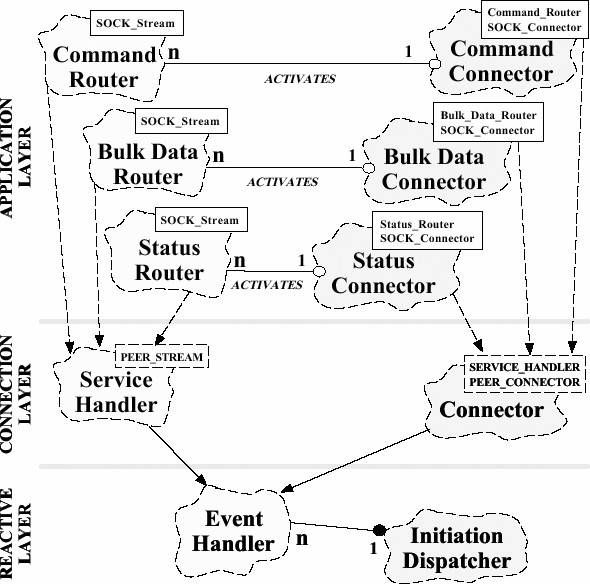 SOCK_Stream
Command
Router
n
ACTIVATES
1
Command_Router
SOCK_Connector
Command
Connector
APPLICATION
LAYER
SOCK_Stream
Bulk Data
Router
n
ACTIVATES
1
Bulk_Data_Router
SOCK_Connector
Bulk Data
Connector
SOCK_Stream
Status
Router
n
ACTIVATES
1
Status_Router
SOCK_Connector
Status
Connector
CONNECTION
LAYER
PEER_STREAM
Service
Handler
SERVICE_HANDLER
PEER_CONNECTOR
Connector
REACTIVE
LAYER
Event
Handler
n
1
Initiation
Dispatcher